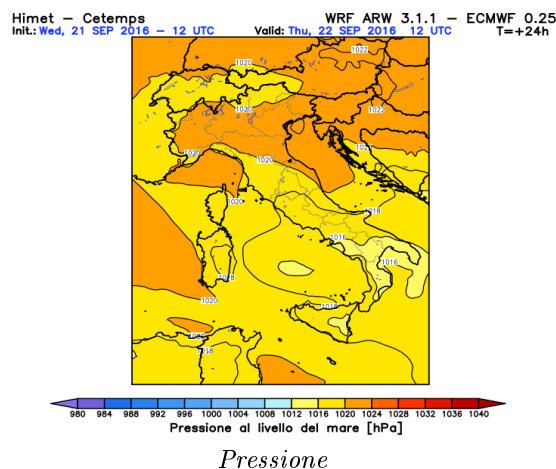 Himet – Cetemps WRF ARW 3.1.1 – ECMWF 0.25
Init.: Wed, 21 SEP 2016 – 12 UTC Valid: Thu, 22 SEP 2016 12 UTC T=+24h
1022
1020
1020
1022
1020
1020
1020
1018
1016
1016
1018
1020
1018
980 984 988 992 996 1000 1004 1008 1012 1016 1020 1024 1028 1032 1036 1040
Pressione al livello del mare [hPa]
Pressione